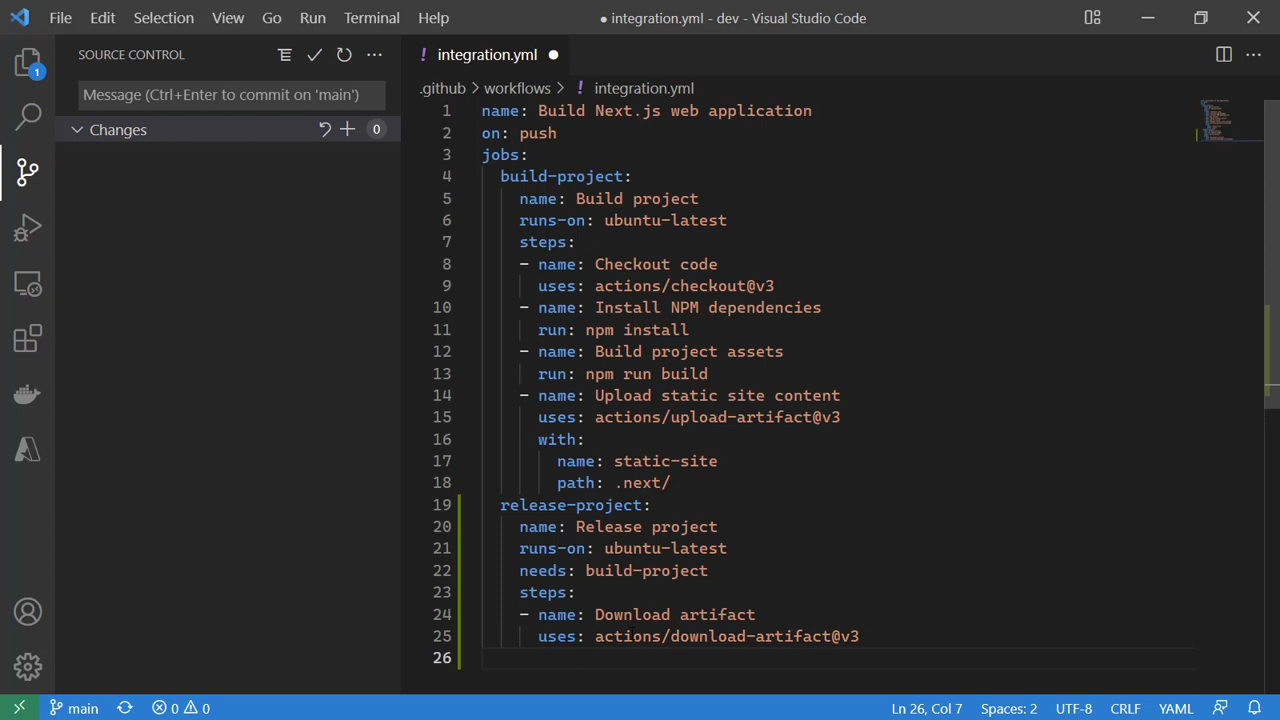 File Edit Selection View Go Run Terminal Help
● integration.yml - dev - Visual Studio Code
SOURCE CONTROL
Message (Ctrl+Enter to commit on 'main')
Changes
0
1
! integration.yml ●
.github > workflows > ! integration.yml
1 name: Build Next.js web application
2 on: push
3 jobs:
4 build-project:
5 name: Build project
6 runs-on: ubuntu-latest
7 steps:
8 - name: Checkout code
9 uses: actions/checkout@v3
10 - name: Install NPM dependencies
11 run: npm install
12 - name: Build project assets
13 run: npm run build
14 - name: Upload static site content
15 uses: actions/upload-artifact@v3
16 with:
17 name: static-site
18 path: .next/
19 release-project:
20 name: Release project
21 runs-on: ubuntu-latest
22 needs: build-project
23 steps:
24 - name: Download artifact
25 uses: actions/download-artifact@v3
26
main 0 0 Ln 26, Col 7 Spaces: 2 UTF-8 CRLF YAML